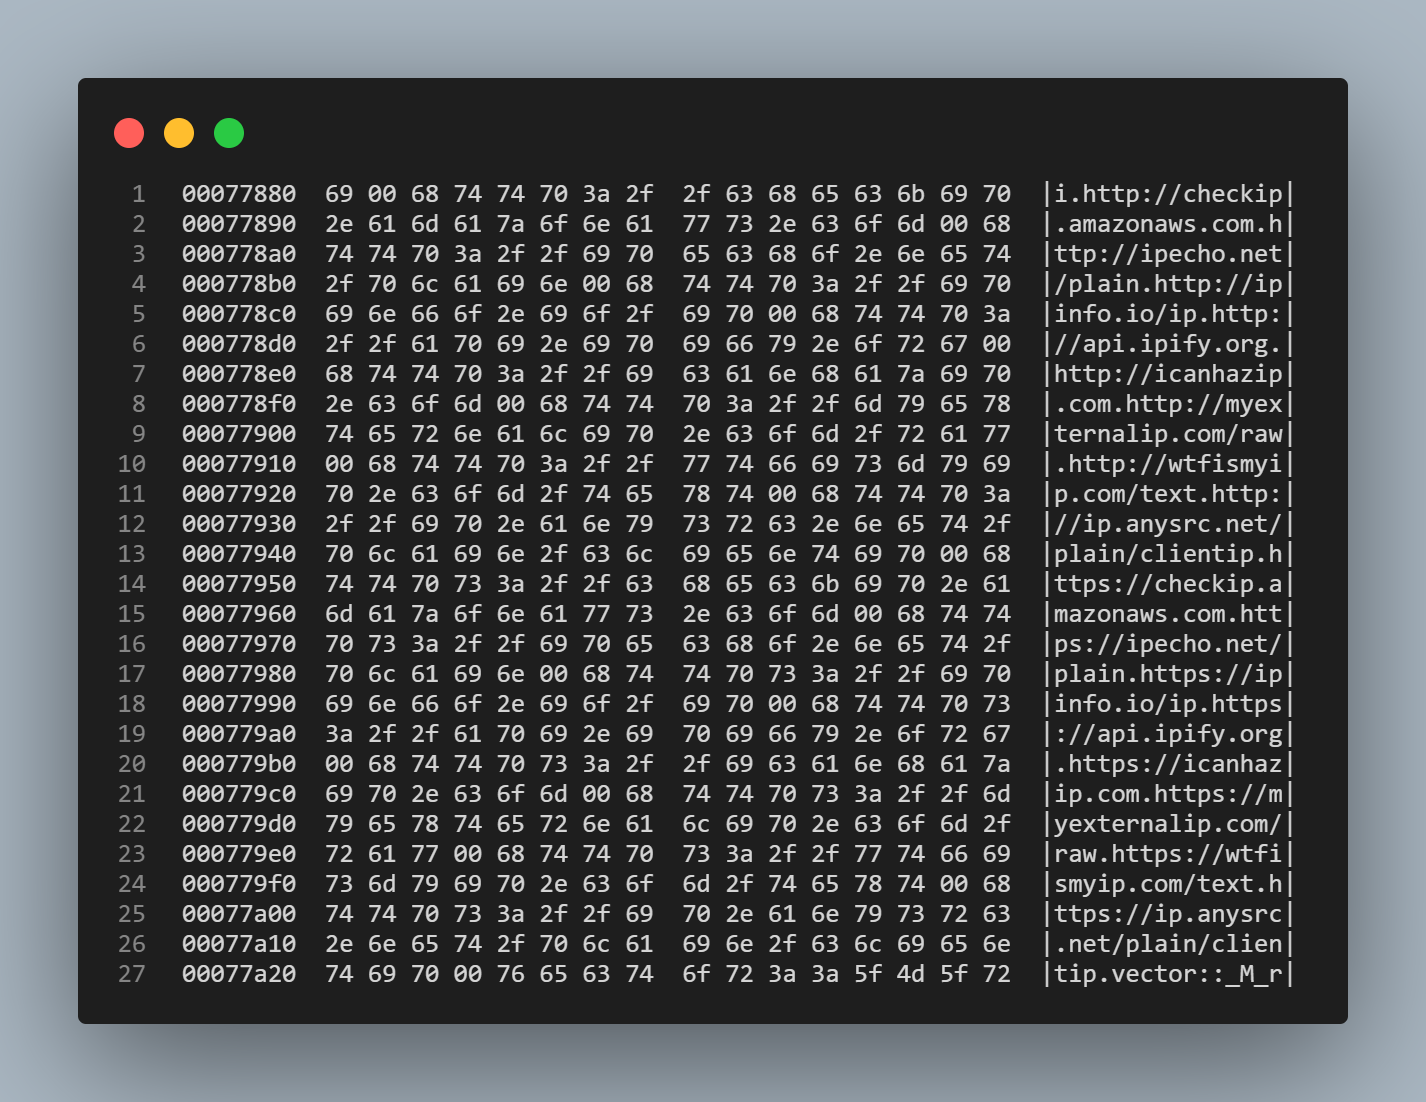 1 00077880 69 00 68 74 74 70 3a 2f 2f 63 68 65 63 6b 69 70 |i.http://checkip|
2 00077890 2e 61 6d 61 7a 6f 6e 61 77 73 2e 63 6f 6d 00 68 |.amazonaws.com.h|
3 000778a0 74 74 70 3a 2f 2f 69 70 65 63 68 6f 2e 6e 65 74 |ttp://ipecho.net|
4 000778b0 2f 70 6c 61 69 6e 00 68 74 74 70 3a 2f 2f 69 70 |/plain.http://ip|
5 000778c0 69 6e 66 6f 2e 69 6f 2f 69 70 00 68 74 74 70 3a |info.io/ip.http:|
6 000778d0 2f 2f 61 70 69 2e 69 70 69 66 79 2e 6f 72 67 00 |//api.ipify.org.|
7 000778e0 68 74 74 70 3a 2f 2f 69 63 61 6e 68 61 7a 69 70 |http://icanhazip|
8 000778f0 2e 63 6f 6d 00 68 74 74 70 3a 2f 2f 6d 79 65 78 |.com.http://myex|
9 00077900 74 65 72 6e 61 6c 69 70 2e 63 6f 6d 2f 72 61 77 |ternalip.com/raw|
10 00077910 00 68 74 74 70 3a 2f 2f 77 74 66 69 73 6d 79 69 |.http://wtfismyi|
11 00077920 70 2e 63 6f 6d 2f 74 65 78 74 00 68 74 74 70 3a |p.com/text.http:|
12 00077930 2f 2f 69 70 2e 61 6e 79 73 72 63 2e 6e 65 74 2f |//ip.anysrc.net/|
13 00077940 70 6c 61 69 6e 2f 63 6c 69 65 6e 74 69 70 00 68 |plain/clientip.h|
14 00077950 74 74 70 73 3a 2f 2f 63 68 65 63 6b 69 70 2e 61 |ttps://checkip.a|
15 00077960 6d 61 7a 6f 6e 61 77 73 2e 63 6f 6d 00 68 74 74 |mazonaws.com.htt|
16 00077970 70 73 3a 2f 2f 69 70 65 63 68 6f 2e 6e 65 74 2f |ps://ipecho.net/|
17 00077980 70 6c 61 69 6e 00 68 74 74 70 73 3a 2f 2f 69 70 |plain.https://ip|
18 00077990 69 6e 66 6f 2e 69 6f 2f 69 70 00 68 74 74 70 73 |info.io/ip.https|
19 000779a0 3a 2f 2f 61 70 69 2e 69 70 69 66 79 2e 6f 72 67 |://api.ipify.org|
20 000779b0 00 68 74 74 70 73 3a 2f 2f 69 63 61 6e 68 61 7a |.https://icanhaz|
21 000779c0 69 70 2e 63 6f 6d 00 68 74 74 70 73 3a 2f 2f 6d |ip.com.https://m|
22 000779d0 79 65 78 74 65 72 6e 61 6c 69 70 2e 63 6f 6d 2f |yexternalip.com/|
23 000779e0 72 61 77 00 68 74 74 70 73 3a 2f 2f 77 74 66 69 |raw.https://wtfi|
24 000779f0 73 6d 79 69 70 2e 63 6f 6d 2f 74 65 78 74 00 68 |smyip.com/text.h|
25 00077a00 74 74 70 73 3a 2f 2f 69 70 2e 61 6e 79 73 72 63 |ttps://ip.anysrc|
26 00077a10 2e 6e 65 74 2f 70 6c 61 69 6e 2f 63 6c 69 65 6e |.net/plain/clien|
27 00077a20 74 69 70 00 76 65 63 74 6f 72 3a 3a 5f 4d 5f 72 |tip.vector::_M_r|